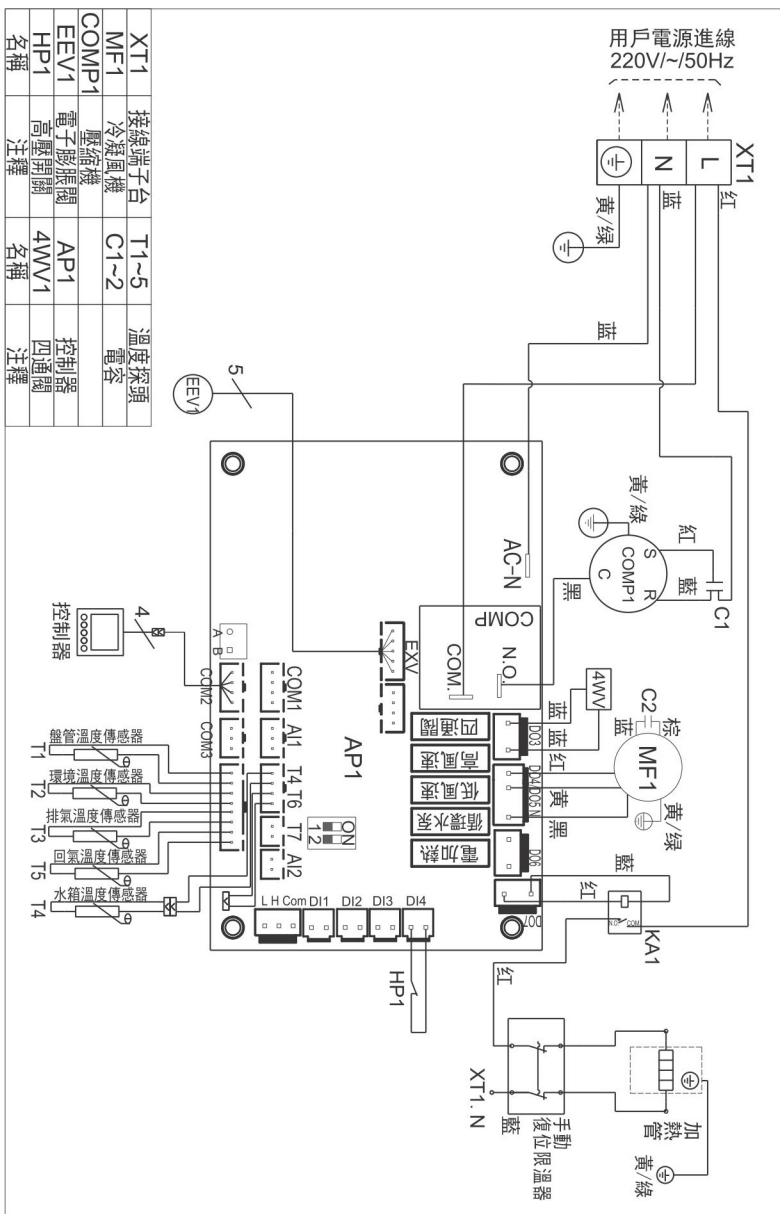 用戶電源進線
220V/~/50Hz
XT1
L
N
红
蓝
黃/绿
蓝
黃/綠
紅
藍
S
R
C
COMP1
C1
黑
AC-N
COMP
COM.
N.O.
EXV
EEV1
5
4WV
蓝
蓝
C2
棕
蓝
MF1
黃/绿
红
黃
黑
DO3
DO4
DO5
N
DO6
DO7
四通閥
高風速
低風速
循環水泵
電加熱
AP1
藍
红
KA1
N.O.
COM.
红
XT1. N
藍
手動
復位限溫器
加熱管
黃/綠
HP1
L H Com DI1 DI2 DI3 DI4
ON
1 2
COM1
AI1
T4 T6
T7
AI2
A
B
COM2
COM3
4
控制器
盤管溫度傳感器
T1
環境溫度傳感器
T2
排氣溫度傳感器
T3
回氣溫度傳感器
T5
水箱溫度傳感器
T4
XT1 接線端子台 T1~5 溫度探頭
MF1 冷凝風機 C1~2 電容
COMP1 壓縮機
EEV1 電子膨脹閥 AP1 控制器
HP1 高壓開關 4WV1 四通閥
名稱 注釋 名稱 注釋